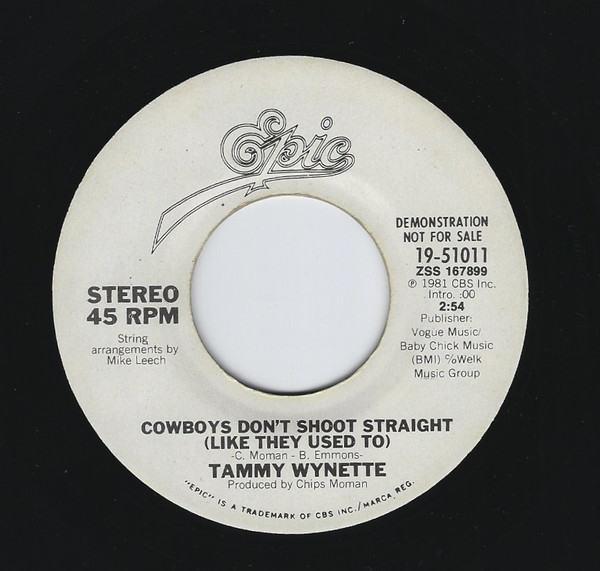 Epic
DEMONSTRATION
NOT FOR SALE
19-51011
ZSS 167899
℗ 1981 CBS Inc.
Intro. :00
2:54
Publisher:
Vogue Music/
Baby Chick Music
(BMI) ℅Welk
Music Group
STEREO
45 RPM
String
arrangements by
Mike Leech
COWBOYS DON'T SHOOT STRAIGHT
(LIKE THEY USED TO)
-C. Moman - B. Emmons-
TAMMY WYNETTE
Produced by Chips Moman
"EPIC" IS A TRADEMARK OF CBS INC./MARCA REG.